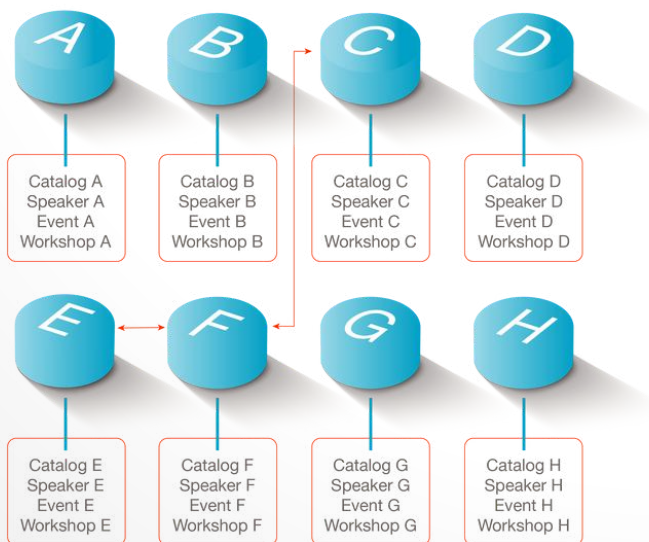 A
B
C
D
Catalog A
Speaker A
Event A
Workshop A
Catalog B
Speaker B
Event B
Workshop B
Catalog C
Speaker C
Event C
Workshop C
Catalog D
Speaker D
Event D
Workshop D
E
F
G
H
Catalog E
Speaker E
Event E
Workshop E
Catalog F
Speaker F
Event F
Workshop F
Catalog G
Speaker G
Event G
Workshop G
Catalog H
Speaker H
Event H
Workshop H